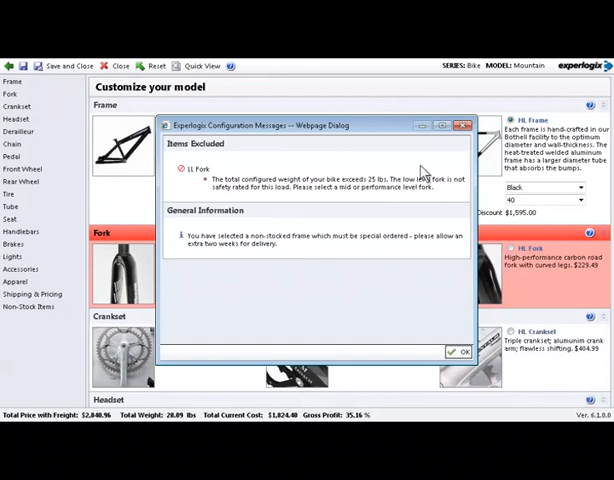 Save and Close Close Reset Quick View SERIES: Bike MODEL: Mountain experlogix
Frame
Fork
Crankset
Headset
Derailleur
Chain
Pedal
Front Wheel
Rear Wheel
Tire
Tube
Seat
Handlebars
Brakes
Lights
Accessories
Apparel
Shipping & Pricing
Non-Stock Items
Customize your model
Frame
HL Frame
Each frame is hand-crafted in
our Bothell facility to the optimum
diameter and wall-thickness. The
heat-treated welded aluminum
frame has a larger diameter tube
that absorbs the bumps.
Black
40
Discount $1,595.00
Fork
HL Fork
High-performance carbon road
fork with curved legs. $229.49
Crankset
HL Crankset
Triple crankset; alumunim crank
arm; flawless shifting. $404.99
Headset
Experlogix Configuration Messages -- Webpage Dialog
Items Excluded
LL Fork
The total configured weight of your bike exceeds 25 lbs. The low level fork is not
safety rated for this load. Please select a mid or performance level fork.
General Information
You have selected a non-stocked frame which must be special ordered - please allow an
extra two weeks for delivery.
OK
Total Price with Freight: $2,840.96 Total Weight: 28.09 lbs Total Current Cost: $1,824.40 Gross Profit: 35.16 % Ver. 6.1.0.0